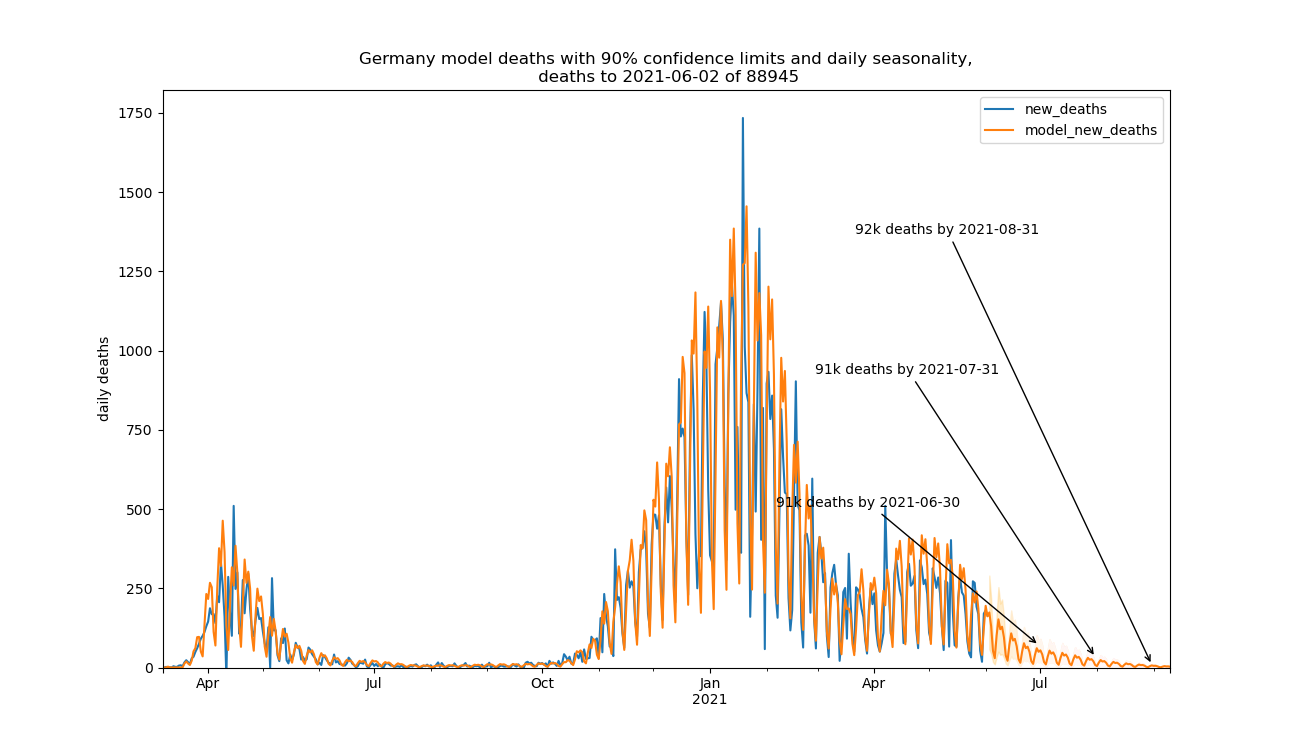 Germany model deaths with 90% confidence limits and daily seasonality,
deaths to 2021-06-02 of 88945
new_deaths
model_new_deaths
1750
1500
1250
1000
750
500
250
0
daily deaths
92k deaths by 2021-08-31
91k deaths by 2021-07-31
91k deaths by 2021-06-30
Apr Jul Oct Jan Apr Jul
2021